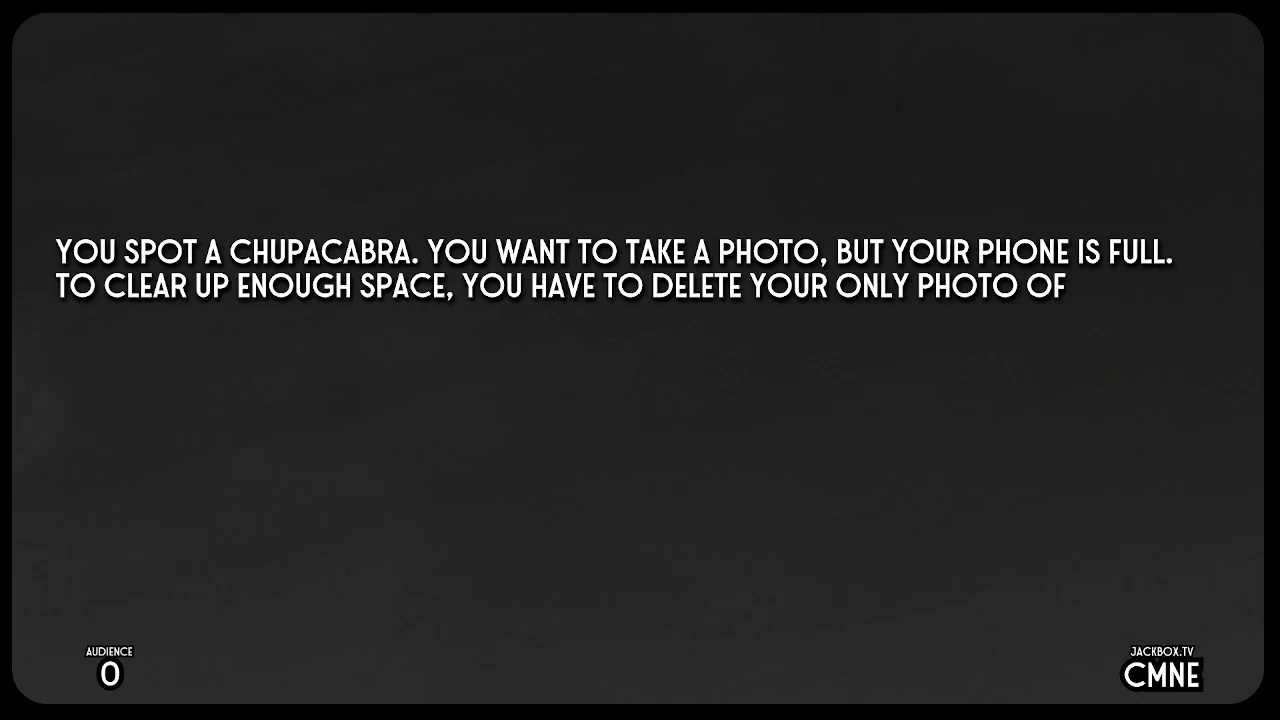 YOU SPOT A CHUPACABRA. YOU WANT TO TAKE A PHOTO, BUT YOUR PHONE IS FULL.
TO CLEAR UP ENOUGH SPACE, YOU HAVE TO DELETE YOUR ONLY PHOTO OF
AUDIENCE
0
JACKBOX.TV
CMNE